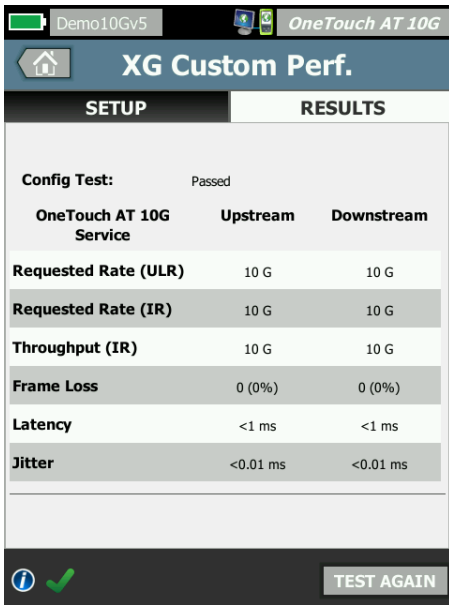 Demo10Gv5 OneTouch AT 10G
XG Custom Perf.
SETUP RESULTS
Config Test: Passed
OneTouch AT 10G Service Upstream Downstream
Requested Rate (ULR) 10 G 10 G
Requested Rate (IR) 10 G 10 G
Throughput (IR) 10 G 10 G
Frame Loss 0 (0%) 0 (0%)
Latency <1 ms <1 ms
Jitter <0.01 ms <0.01 ms
i TEST AGAIN